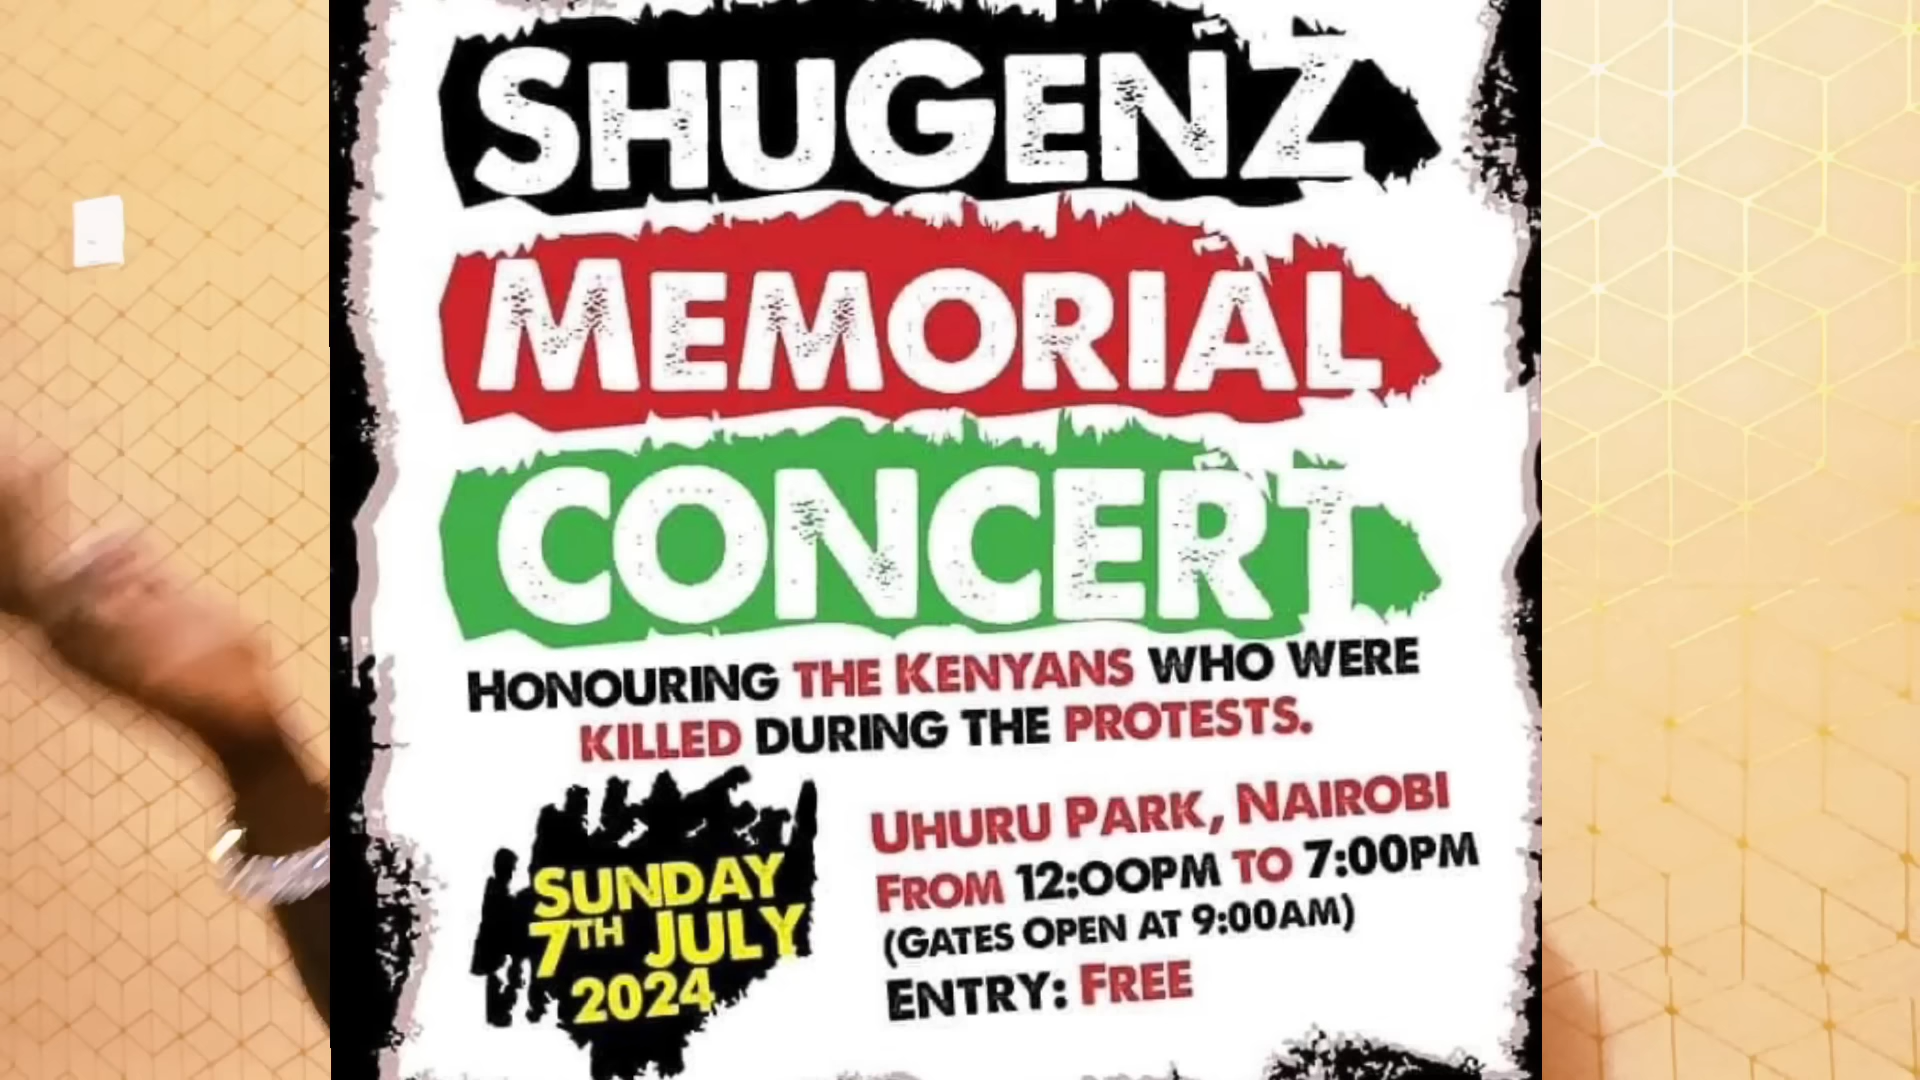 SHUGENZ
MEMORIAL
CONCERT
HONOURING THE KENYANS WHO WERE
KILLED DURING THE PROTESTS.
SUNDAY
7TH JULY
2024
UHURU PARK, NAIROBI
FROM 12:00PM TO 7:00PM
(GATES OPEN AT 9:00AM)
ENTRY: FREE